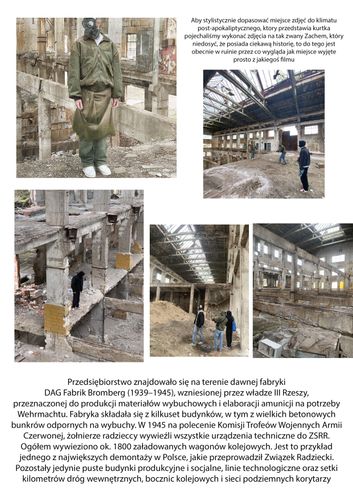 Aby stylistycznie dopasować miejsce zdjęć do klimatu
post-apokaliptycznego, ktory przedstawia kurtka
pojechaliśmy wykonać zdjęcia na tak zwany Zachem, który
niedosyć, że posiada ciekawą historię, to do tego jest
obecnie w ruinie przez co wygląda jak miejsce wyjęte
prosto z jakiegoś filmu
Przedsiębiorstwo znajdowało się na terenie dawnej fabryki
DAG Fabrik Bromberg (1939–1945), wzniesionej przez władze III Rzeszy,
przeznaczonej do produkcji materiałów wybuchowych i elaboracji amunicji na potrzeby
Wehrmachtu. Fabryka składała się z kilkuset budynków, w tym z wielkich betonowych
bunkrów odpornych na wybuchy. W 1945 na polecenie Komisji Trofeów Wojennych Armii
Czerwonej, żołnierze radzieccy wywieźli wszystkie urządzenia techniczne do ZSRR.
Ogółem wywieziono ok. 1800 załadowanych wagonów kolejowych. Jest to przykład
jednego z największych demontaży w Polsce, jakie przeprowadził Związek Radziecki.
Pozostały jedynie puste budynki produkcyjne i socjalne, linie technologiczne oraz setki
kilometrów dróg wewnętrznych, bocznic kolejowych i sieci podziemnych korytarzy